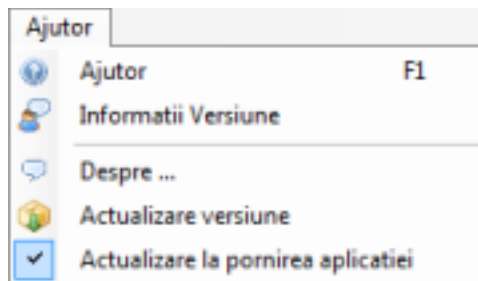 Ajutor
Ajutor F1
Informatii Versiune
Despre ...
Actualizare versiune
Actualizare la pornirea aplicatiei